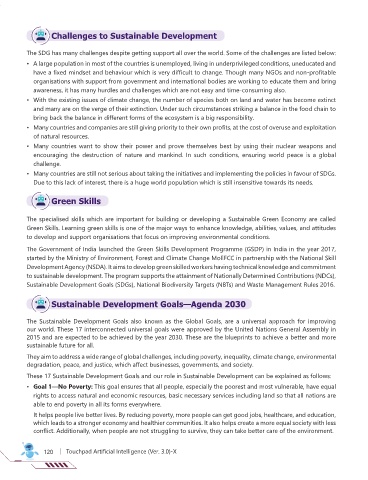 Challenges to Sustainable Development
The SDG has many challenges despite getting support all over the world. Some of the challenges are listed below:
• A large population in most of the countries is unemployed, living in underprivileged conditions, uneducated and
have a fixed mindset and behaviour which is very difficult to change. Though many NGOs and non-profitable
organisations with support from government and international bodies are working to educate them and bring
awareness, it has many hurdles and challenges which are not easy and time-consuming also.
• With the existing issues of climate change, the number of species both on land and water has become extinct
and many are on the verge of their extinction. Under such circumstances striking a balance in the food chain to
bring back the balance in different forms of the ecosystem is a big responsibility.
• Many countries and companies are still giving priority to their own profits, at the cost of overuse and exploitation
of natural resources.
• Many countries want to show their power and prove themselves best by using their nuclear weapons and
encouraging the destruction of nature and mankind. In such conditions, ensuring world peace is a global
challenge.
• Many countries are still not serious about taking the initiatives and implementing the policies in favour of SDGs.
Due to this lack of interest, there is a huge world population which is still insensitive towards its needs.
Green Skills
The specialised skills which are important for building or developing a Sustainable Green Economy are called
Green Skills. Learning green skills is one of the major ways to enhance knowledge, abilities, values, and attitudes
to develop and support organisations that focus on improving environmental conditions.
The Government of India launched the Green Skills Development Programme (GSDP) in India in the year 2017,
started by the Ministry of Environment, Forest and Climate Change MoEFCC in partnership with the National Skill
Development Agency (NSDA). It aims to develop green skilled workers having technical knowledge and commitment
to sustainable development. The program supports the attainment of Nationally Determined Contributions (NDCs),
Sustainable Development Goals (SDGs), National Biodiversity Targets (NBTs) and Waste Management Rules 2016.
Sustainable Development Goals—Agenda 2030
The Sustainable Development Goals also known as the Global Goals, are a universal approach for improving
our world. These 17 interconnected universal goals were approved by the United Nations General Assembly in
2015 and are expected to be achieved by the year 2030. These are the blueprints to achieve a better and more
sustainable future for all.
They aim to address a wide range of global challenges, including poverty, inequality, climate change, environmental
degradation, peace, and justice, which affect businesses, governments, and society.
These 17 Sustainable Development Goals and our role in Sustainable Development can be explained as follows:
• Goal 1—No Poverty: This goal ensures that all people, especially the poorest and most vulnerable, have equal
rights to access natural and economic resources, basic necessary services including land so that all nations are
able to end poverty in all its forms everywhere.
It helps people live better lives. By reducing poverty, more people can get good jobs, healthcare, and education,
which leads to a stronger economy and healthier communities. It also helps create a more equal society with less
conflict. Additionally, when people are not struggling to survive, they can take better care of the environment.
120 | Touchpad Artificial Intelligence (Ver. 3.0)-X